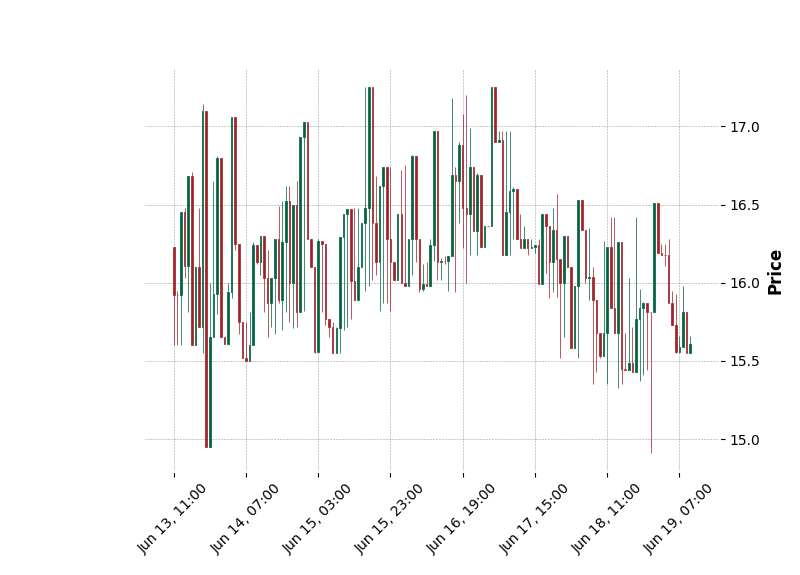 17.0
16.5
16.0
15.5
15.0
Price
Jun 13, 11:00
Jun 14, 07:00
Jun 15, 03:00
Jun 15, 23:00
Jun 16, 19:00
Jun 17, 15:00
Jun 18, 11:00
Jun 19, 07:00